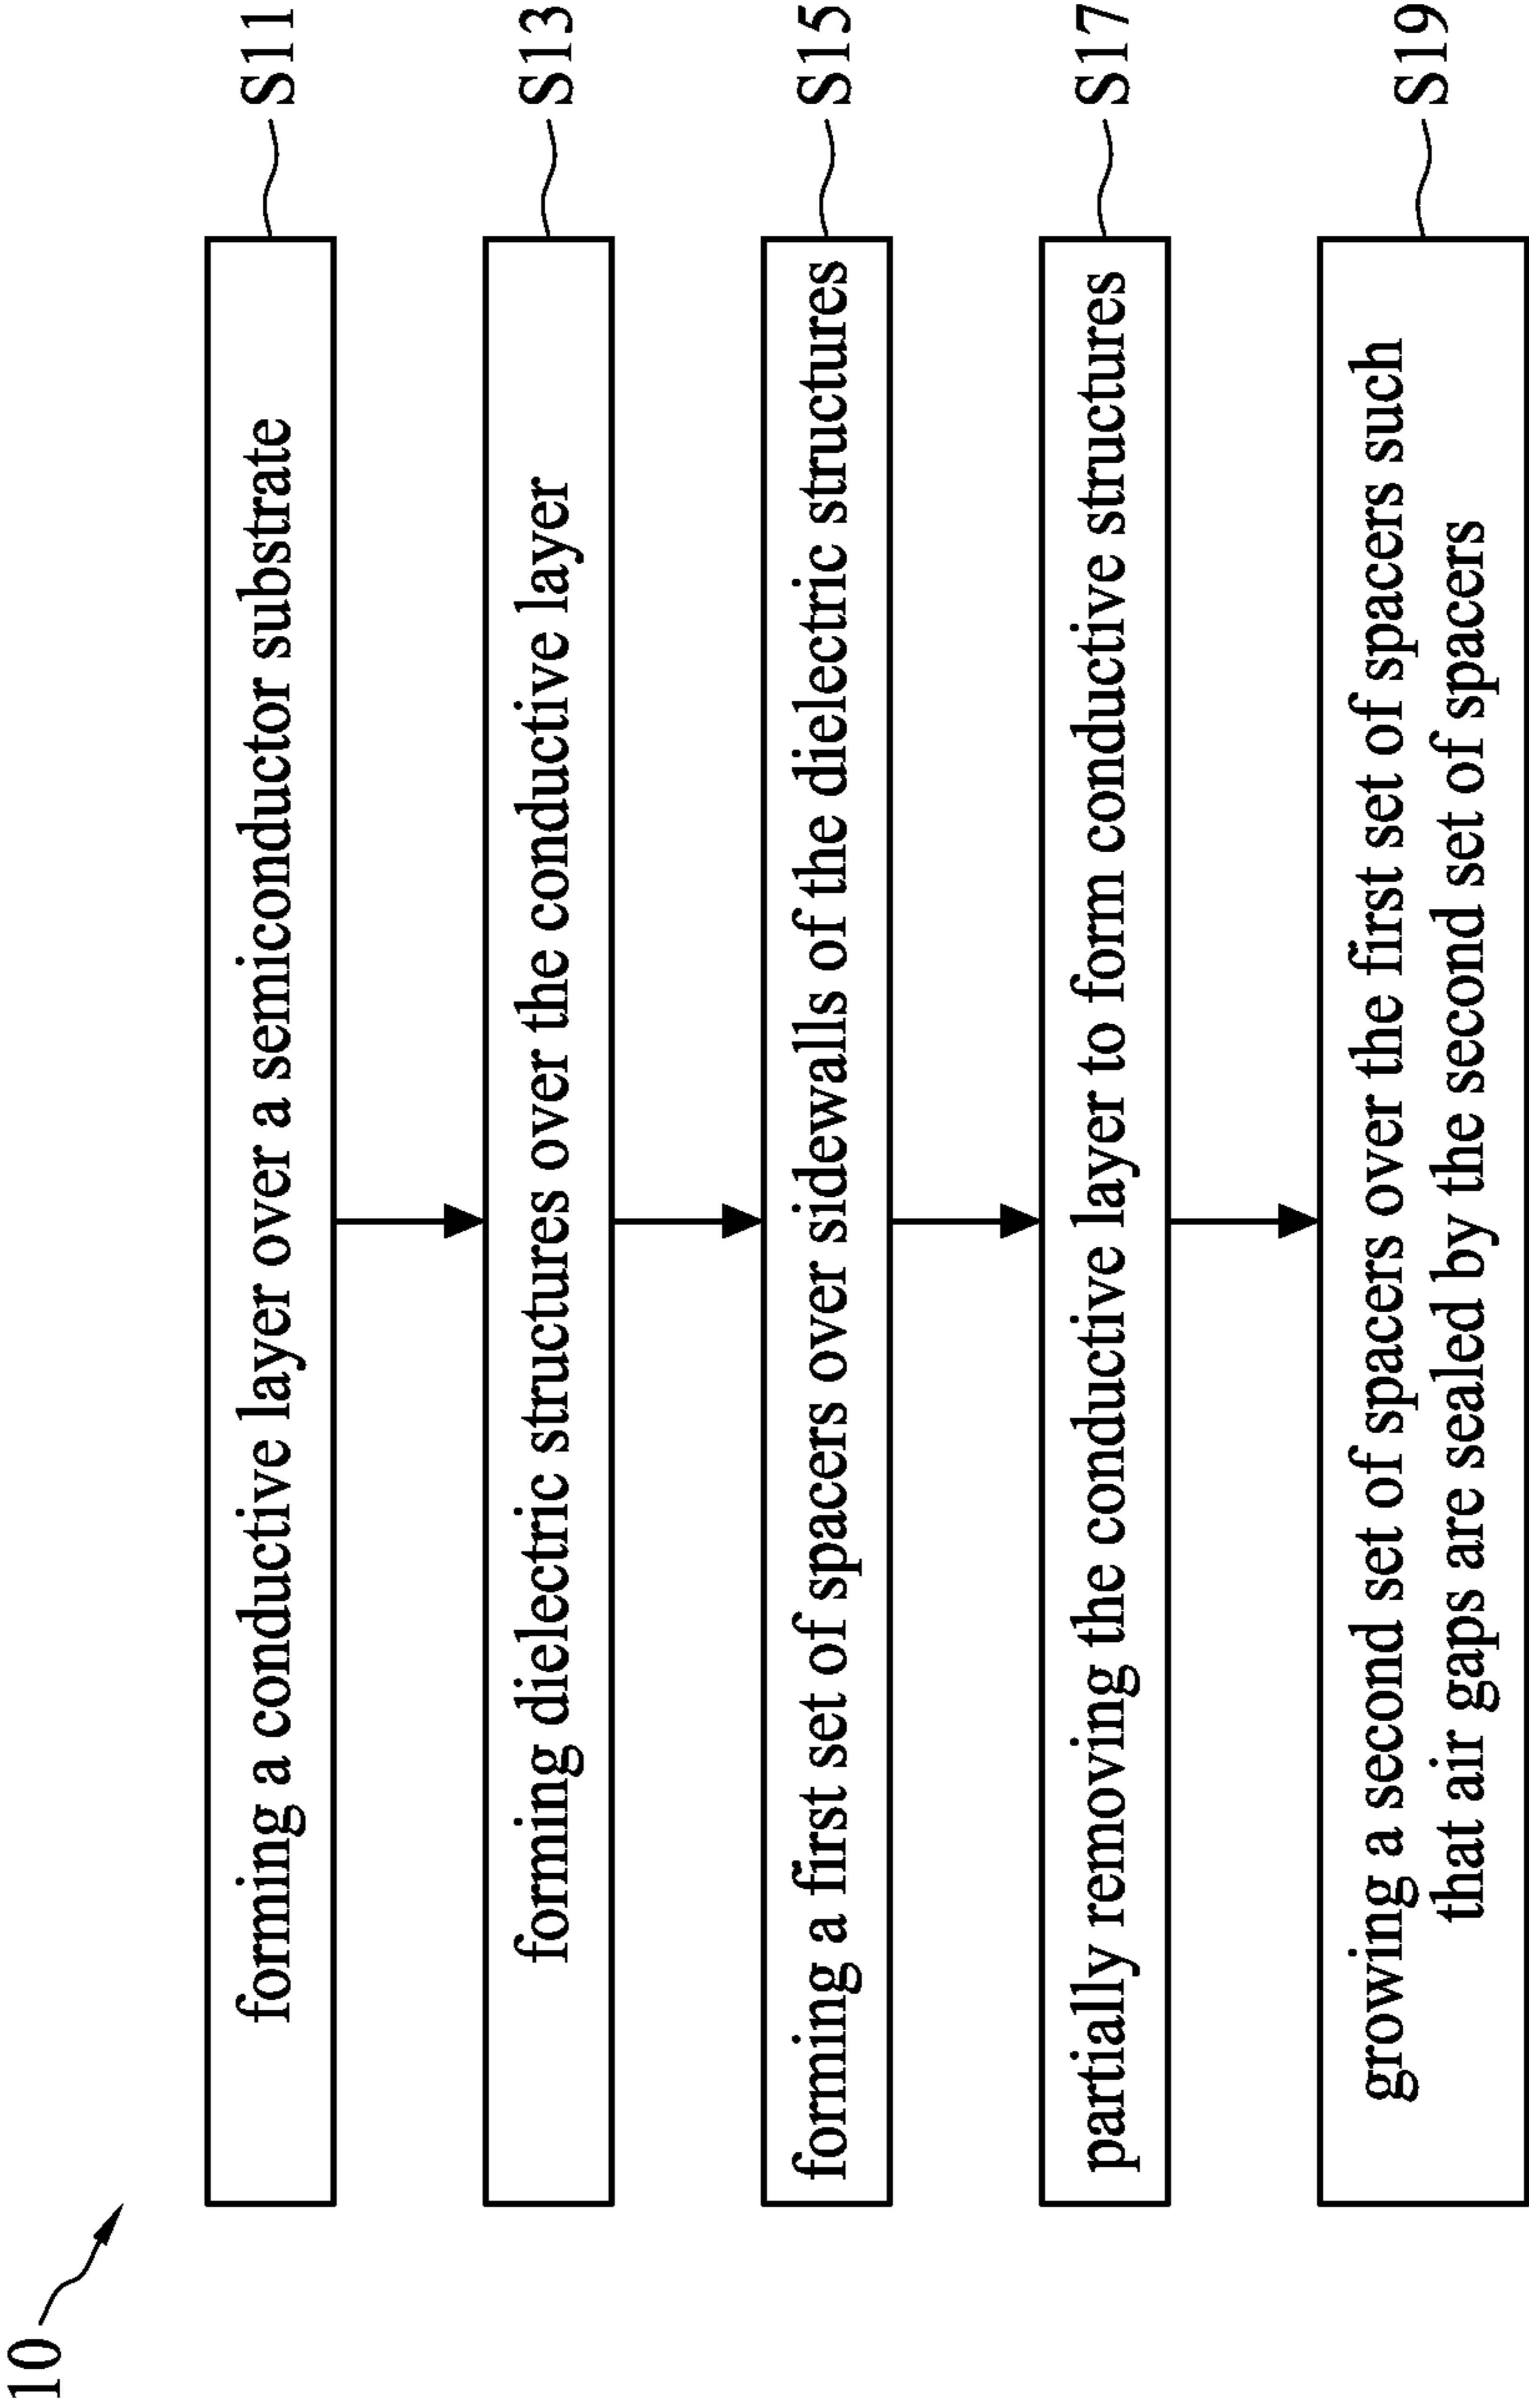 10
forming a conductive layer over a semiconductor substrate
S11
forming dielectric structures over the conductive layer
S13
forming a first set of spacers over sidewalls of the dielectric structures
S15
partially removing the conductive layer to form conductive structures
S17
growing a second set of spacers over the first set of spacers such
that air gaps are sealed by the second set of spacers
S19